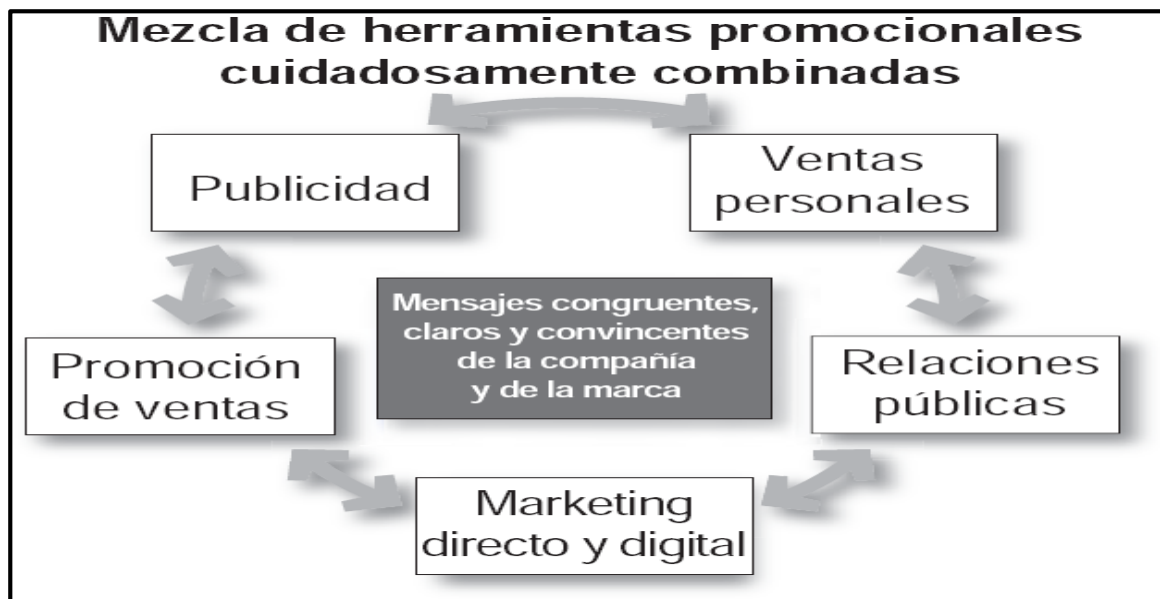 Mezcla de herramientas promocionales
cuidadosamente combinadas
Publicidad
Ventas
personales
Mensajes congruentes,
claros y convincentes
de la compañía
y de la marca
Promoción
de ventas
Relaciones
públicas
Marketing
directo y digital